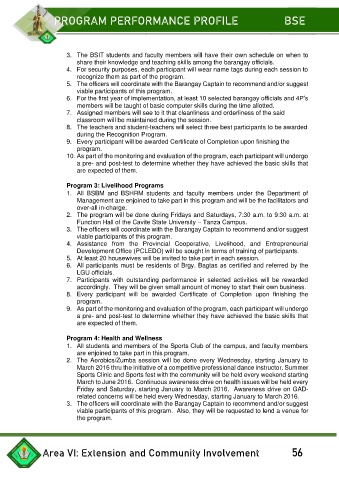 PROGRAM PERFORMANCE PROFILE BSE
3. The BSIT students and faculty members will have their own schedule on when to
share their knowledge and teaching skills among the barangay officials.
4. For security purposes, each participant will wear name tags during each session to
recognize them as part of the program.
5. The officers will coordinate with the Barangay Captain to recommend and/or suggest
viable participants of this program.
6. For the first year of implementation, at least 10 selected barangay officials and 4P's
members will be taught of basic computer skills during the time allotted.
7. Assigned members will see to it that cleanliness and orderliness of the said
classroom will be maintained during the session.
8. The teachers and student-teachers will select three best participants to be awarded
during the Recognition Program.
9. Every participant will be awarded Certificate of Completion upon finishing the
program.
10. As part of the monitoring and evaluation of the program, each participant will undergo
a pre- and post-test to determine whether they have achieved the basic skills that
are expected of them.
Program 3: Livelihood Programs
1. All BSBM and BSHRM students and faculty members under the Department of
Management are enjoined to take part in this program and will be the facilitators and
over-all in-charge.
2. The program will be done during Fridays and Saturdays, 7:30 a.m. to 9:30 a.m. at
Function Hall of the Cavite State University – Tanza Campus.
3. The officers will coordinate with the Barangay Captain to recommend and/or suggest
viable participants of this program.
4. Assistance from the Provincial Cooperative, Livelihood, and Entrepreneurial
Development Office (PCLEDO) will be sought in terms of training of participants.
5. At least 20 housewives will be invited to take part in each session.
6. All participants must be residents of Brgy. Bagtas as certified and referred by the
LGU officials.
7. Participants with outstanding performance in selected activities will be rewarded
accordingly. They will be given small amount of money to start their own business.
8. Every participant will be awarded Certificate of Completion upon finishing the
program.
9. As part of the monitoring and evaluation of the program, each participant will undergo
a pre- and post-test to determine whether they have achieved the basic skills that
are expected of them.
Program 4: Health and Wellness
1. All students and members of the Sports Club of the campus, and faculty members
are enjoined to take part in this program.
2. The Aerobics/Zumba session will be done every Wednesday, starting January to
March 2016 thru the initiative of a competitive professional dance instructor, Summer
Sports Clinic and Sports fest with the community will be held every weekend starting
March to June 2016. Continuous awareness drive on health issues will be held every
Friday and Saturday, starting January to March 2016. Awareness drive on GAD-
related concerns will be held every Wednesday, starting January to March 2016.
3. The officers will coordinate with the Barangay Captain to recommend and/or suggest
viable participants of this program. Also, they will be requested to lend a venue for
the program.
Area VI: Extension and Community Involvement 56